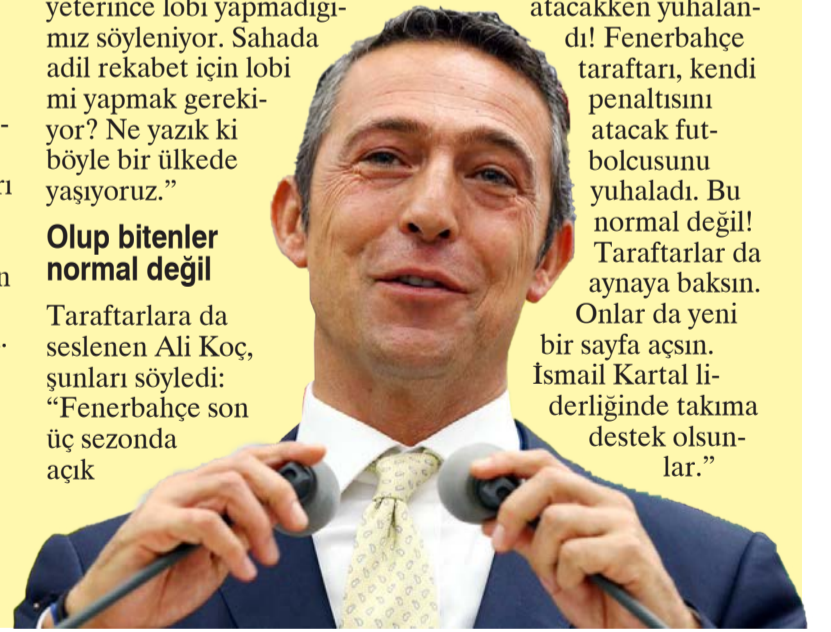 yeterince lobi yapmadığı-
mız söyleniyor. Sahada
adil rekabet için lobi
mi yapmak gereki-
yor? Ne yazık ki
böyle bir ülkede
yaşıyoruz.”
Olup bitenler
normal değil
Taraftarlara da
seslenen Ali Koç,
şunları söyledi:
“Fenerbahçe son
üç sezonda
açık
atacakken yuhalan-
dı! Fenerbahçe
taraftarı, kendi
penaltısını
atacak fut-
bolcusunu
yuhaladı. Bu
normal değil!
Taraftarlar da
aynaya baksın.
Onlar da yeni
bir sayfa açsın.
İsmail Kartal li-
derliğinde takıma
destek olsun-
lar.”